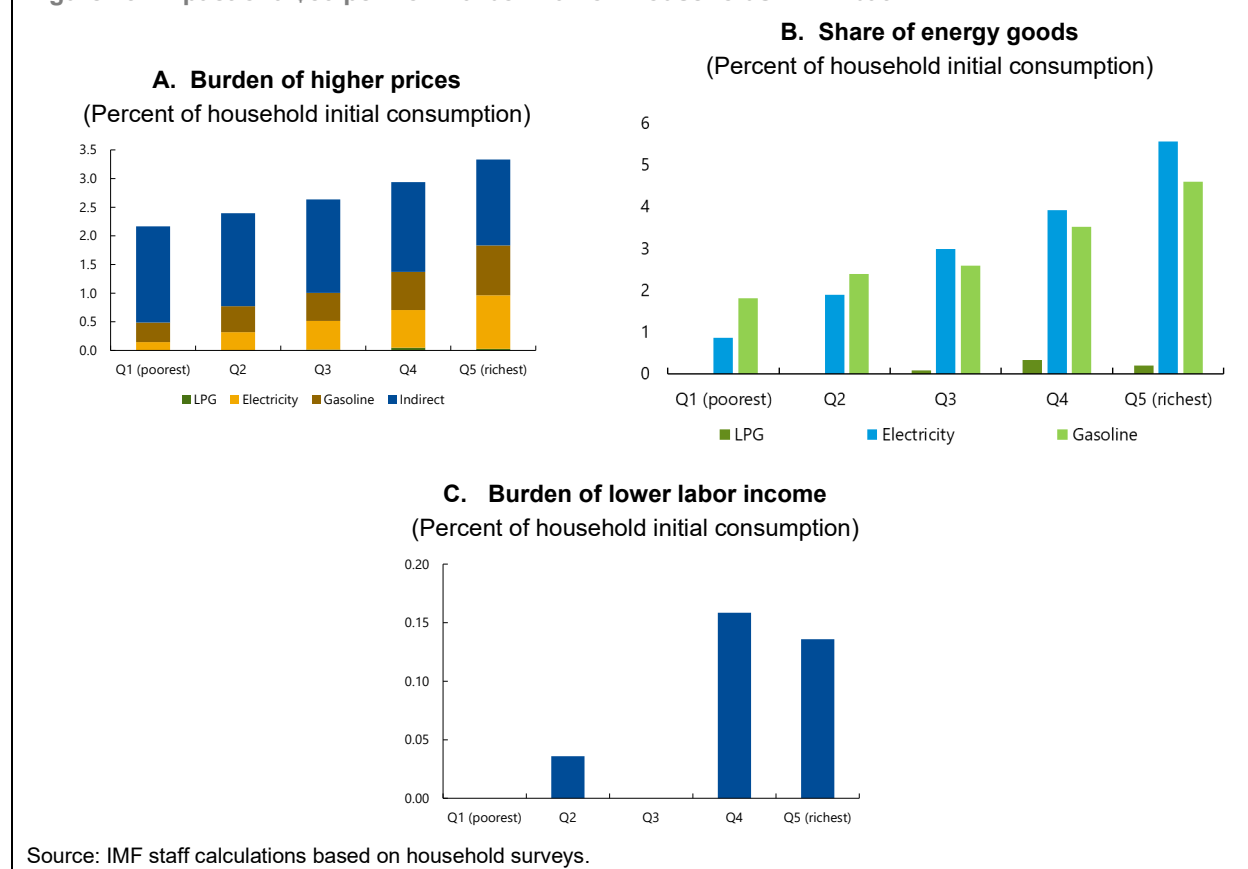 A. Burden of higher prices
(Percent of household initial consumption)
3.5
3.0
2.5
2.0
1.5
1.0
0.5
0.0
Q1 (poorest) Q2 Q3 Q4 Q5 (richest)
LPG Electricity Gasoline Indirect
B. Share of energy goods
(Percent of household initial consumption)
6
5
4
3
2
1
0
Q1 (poorest) Q2 Q3 Q4 Q5 (richest)
LPG Electricity Gasoline
C. Burden of lower labor income
(Percent of household initial consumption)
0.20
0.15
0.10
0.05
0.00
Q1 (poorest) Q2 Q3 Q4 Q5 (richest)
Source: IMF staff calculations based on household surveys.